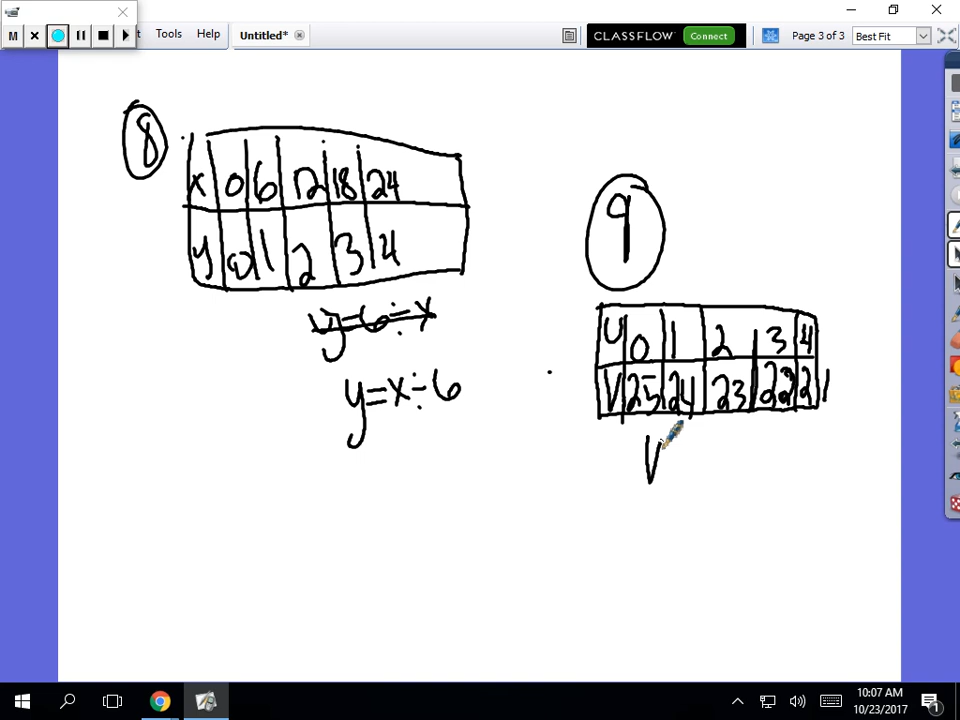 M
t Tools Help Untitled* CLASSFLOW Connect Page 3 of 3 Best Fit
8
x 0 6 12 18 24
y 0 1 2 3 4
y=6÷x
y=x÷6
9
U 0 1 2 3 4
V 25 24 23 22 21
V
10:07 AM
10/23/2017
1